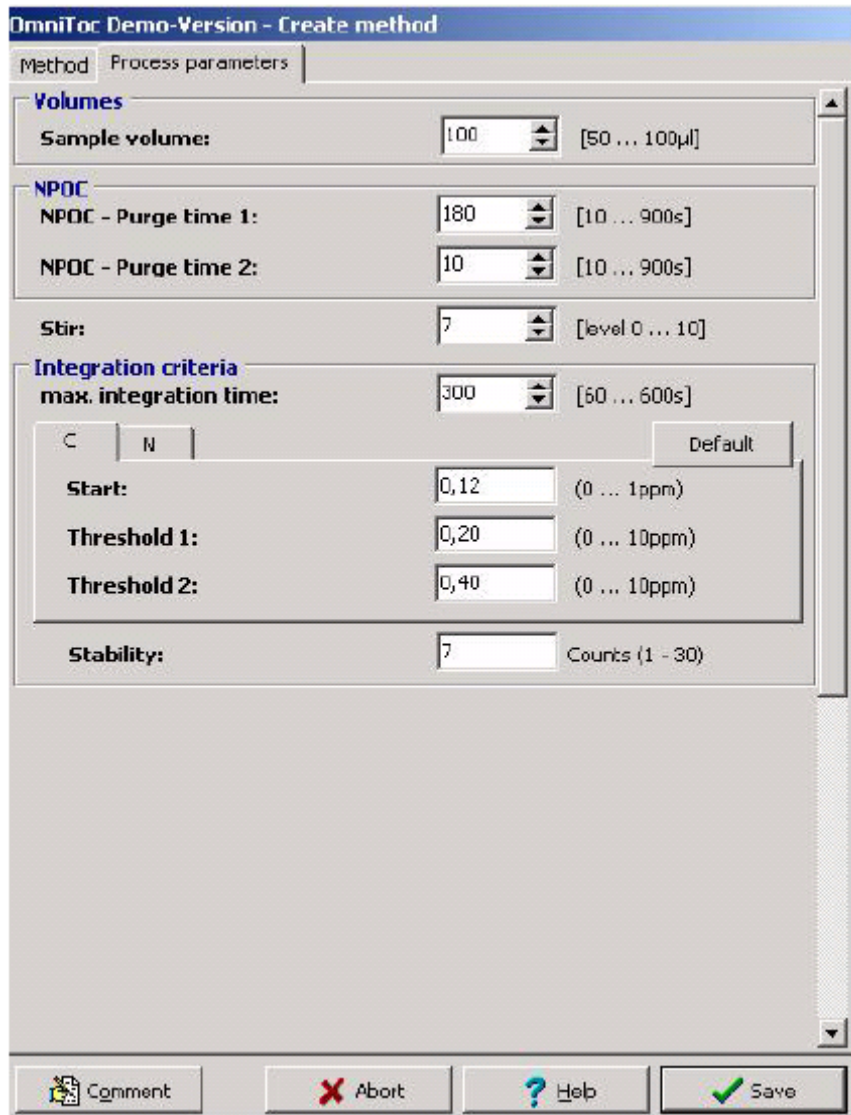 OmniToc Demo-Version - Create method
Method Process parameters
Volumes
Sample volume: 100 [50 ... 100µl]
NPOC
NPOC - Purge time 1: 180 [10 ... 900s]
NPOC - Purge time 2: 10 [10 ... 900s]
Stir: 7 [level 0 ... 10]
Integration criteria
max. integration time: 300 [60 ... 600s]
C N Default
Start: 0,12 (0 ... 1ppm)
Threshold 1: 0,20 (0 ... 10ppm)
Threshold 2: 0,40 (0 ... 10ppm)
Stability: 7 Counts (1 - 30)
Comment Abort Help Save